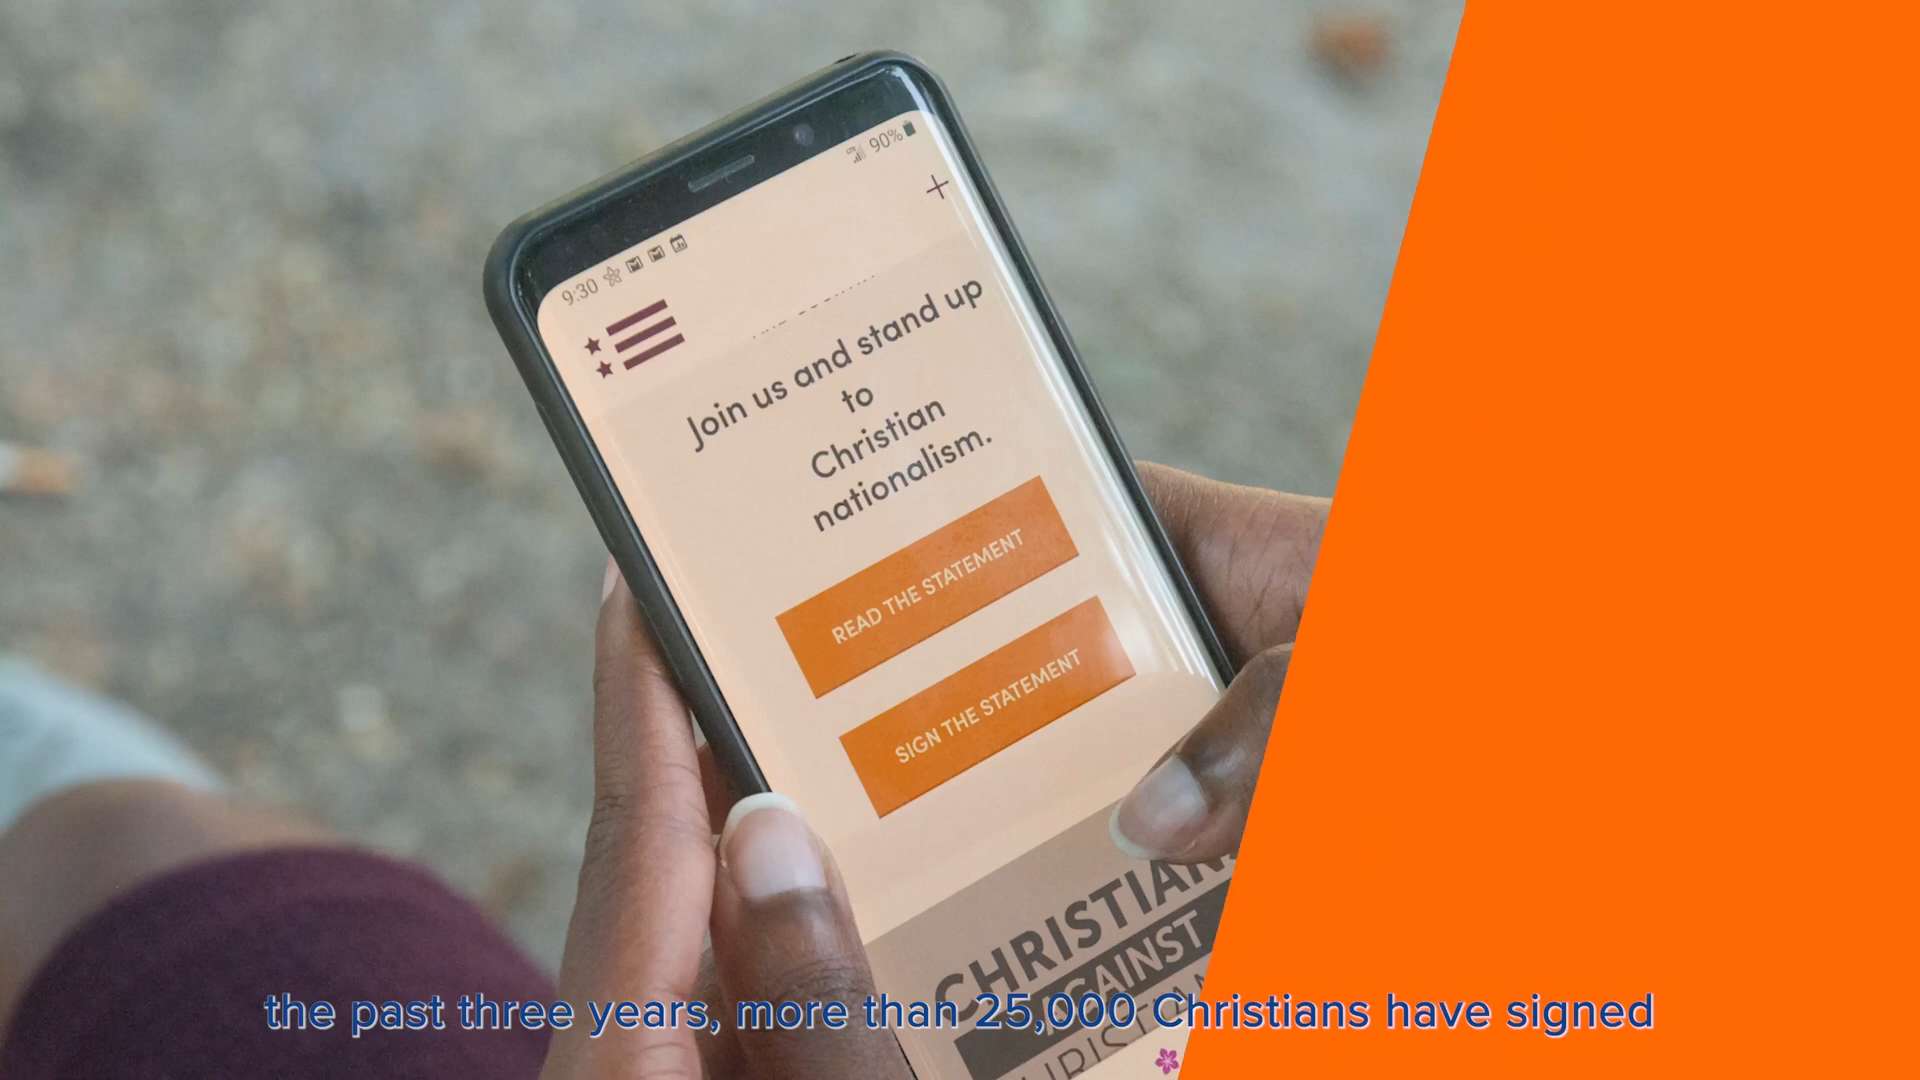 90%
9:30
Join us and stand up
to
Christian
nationalism.
READ THE STATEMENT
SIGN THE STATEMENT
CHRISTIAN
AGAINST
the past three years, more than 25,000 Christians have signed